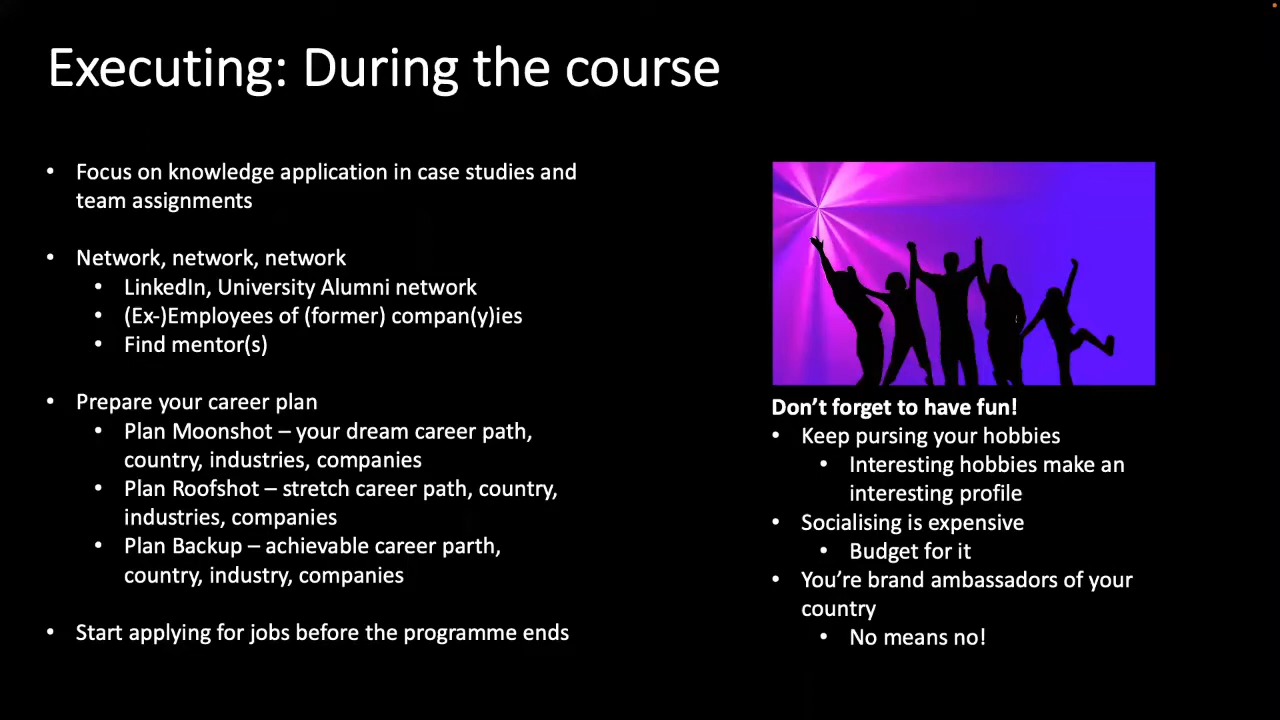 Executing: During the course
• Focus on knowledge application in case studies and
team assignments
• Network, network, network
• LinkedIn, University Alumni network
• (Ex-)Employees of (former) compan(y)ies
• Find mentor(s)
• Prepare your career plan
• Plan Moonshot – your dream career path,
country, industries, companies
• Plan Roofshot – stretch career path, country,
industries, companies
• Plan Backup – achievable career parth,
country, industry, companies
• Start applying for jobs before the programme ends
Don't forget to have fun!
• Keep pursing your hobbies
• Interesting hobbies make an
interesting profile
• Socialising is expensive
• Budget for it
• You're brand ambassadors of your
country
• No means no!